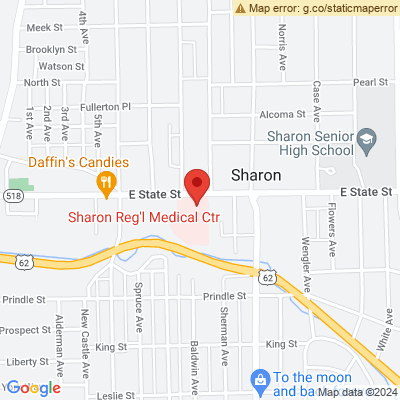 Map error: g.co/staticmaperror
Meek St
4th Ave
Brooklyn St
Watson St
North St
Norris Ave
Pearl St
Case Ave
1st Ave
2nd Ave
3rd Ave
5th Ave
Fullerton Pl
Alcoma St
Sharon Senior
High School
Daffin's Candies
Sharon
518
E State St
E State St
Sharon Reg'l Medical Ctr
Flowers Ave
Wengler Ave
62
62
Prindle St
Prindle St
Spruce Ave
White Ave
Prospect St
Alderman Ave
New Castle Ave
King St
King St
Sherman Ave
Baldwin Ave
Liberty St
To the moon
Leslie St
Google
Map data ©2024